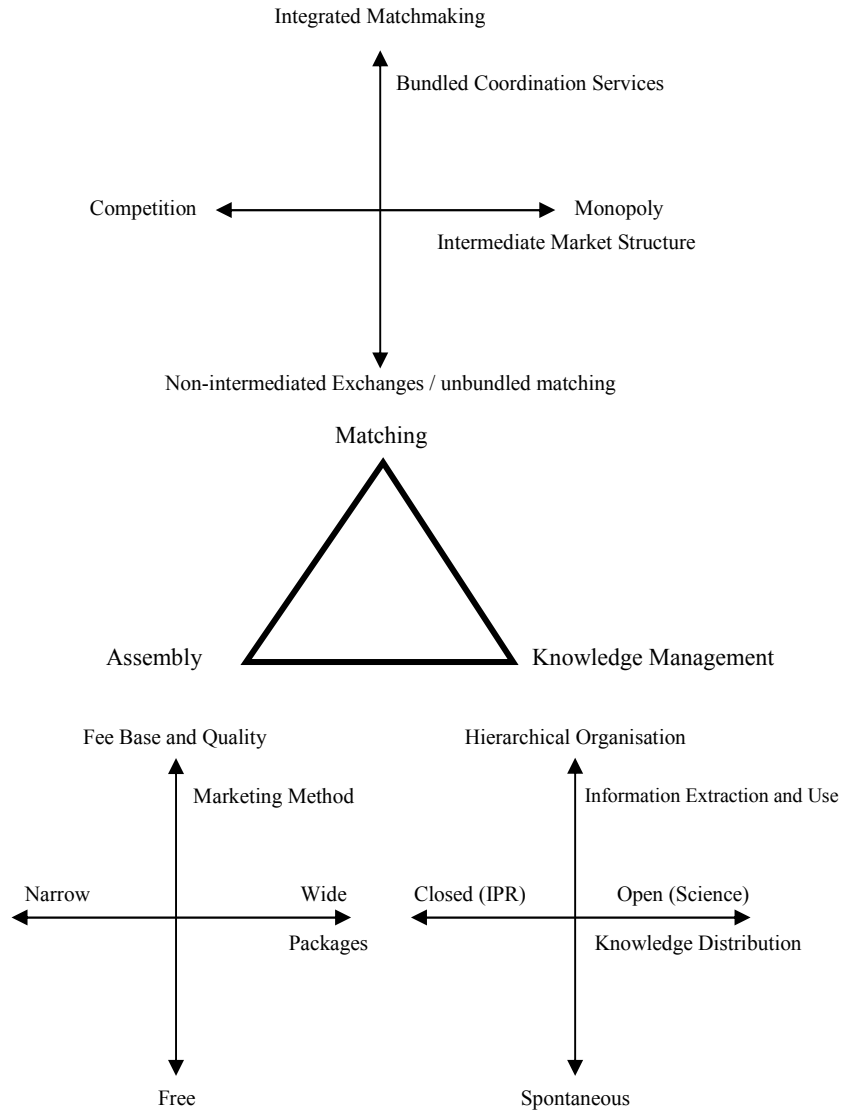 Integrated Matchmaking
Bundled Coordination Services
Competition
Monopoly
Intermediate Market Structure
Non-intermediated Exchanges / unbundled matching
Matching
Assembly
Knowledge Management
Fee Base and Quality
Marketing Method
Narrow
Wide
Packages
Free
Hierarchical Organisation
Information Extraction and Use
Closed (IPR)
Open (Science)
Knowledge Distribution
Spontaneous